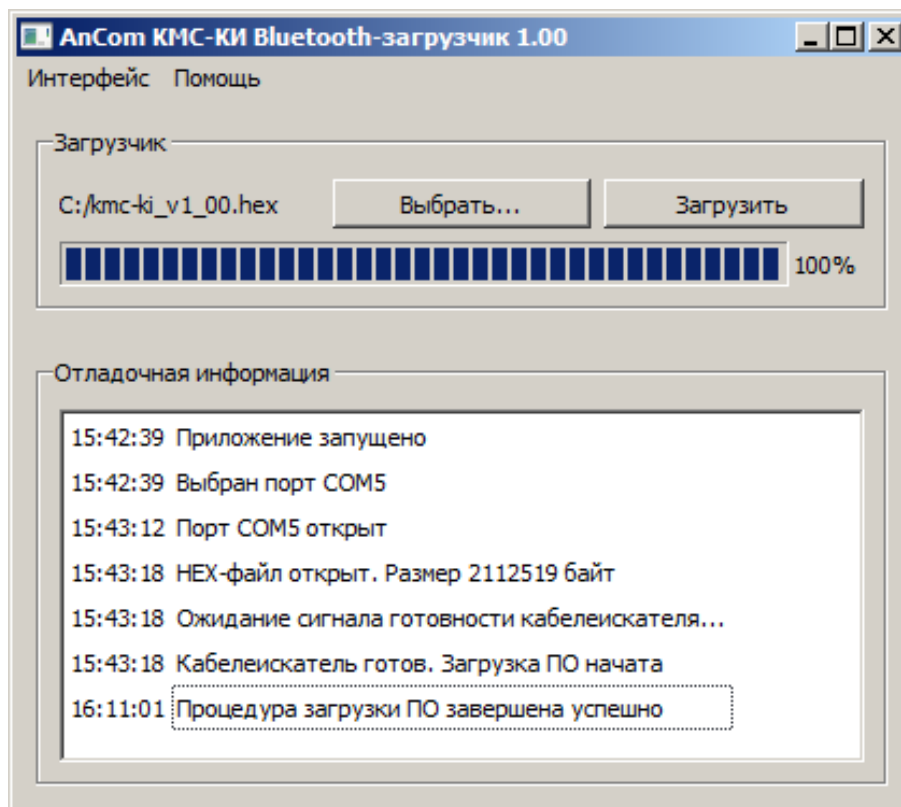 AnCom КМС-КИ Bluetooth-загрузчик 1.00
Интерфейс Помощь
Загрузчик
C:/kmc-ki_v1_00.hex Выбрать... Загрузить
100%
Отладочная информация
15:42:39 Приложение запущено
15:42:39 Выбран порт COM5
15:43:12 Порт COM5 открыт
15:43:18 HEX-файл открыт. Размер 2112519 байт
15:43:18 Ожидание сигнала готовности кабелеискателя...
15:43:18 Кабелеискатель готов. Загрузка ПО начата
16:11:01 Процедура загрузки ПО завершена успешно